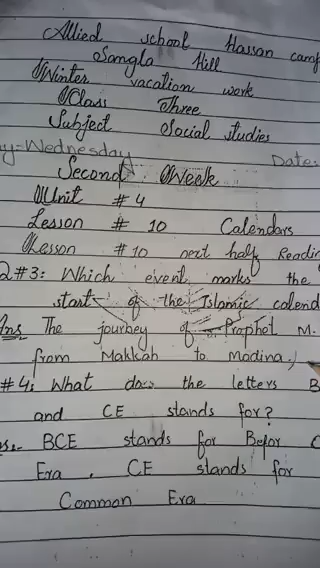 Allied school Hassan camp
Sangla Hill
Winter vacation work
Class Three
Subject Social studies
Day=Wednesday Date:
Second Week
Unit # 4
Lesson # 10 Calendars
Lesson #10 next half Reading
Q#3: Which event marks the
start of the Islamic calend
Ans The journey of Prophet M.
from Makkah to Madina.
#4: What does the letters B
and CE stands for?
Ans.- BCE stands for Befor C
Era. CE stands for
Common Era